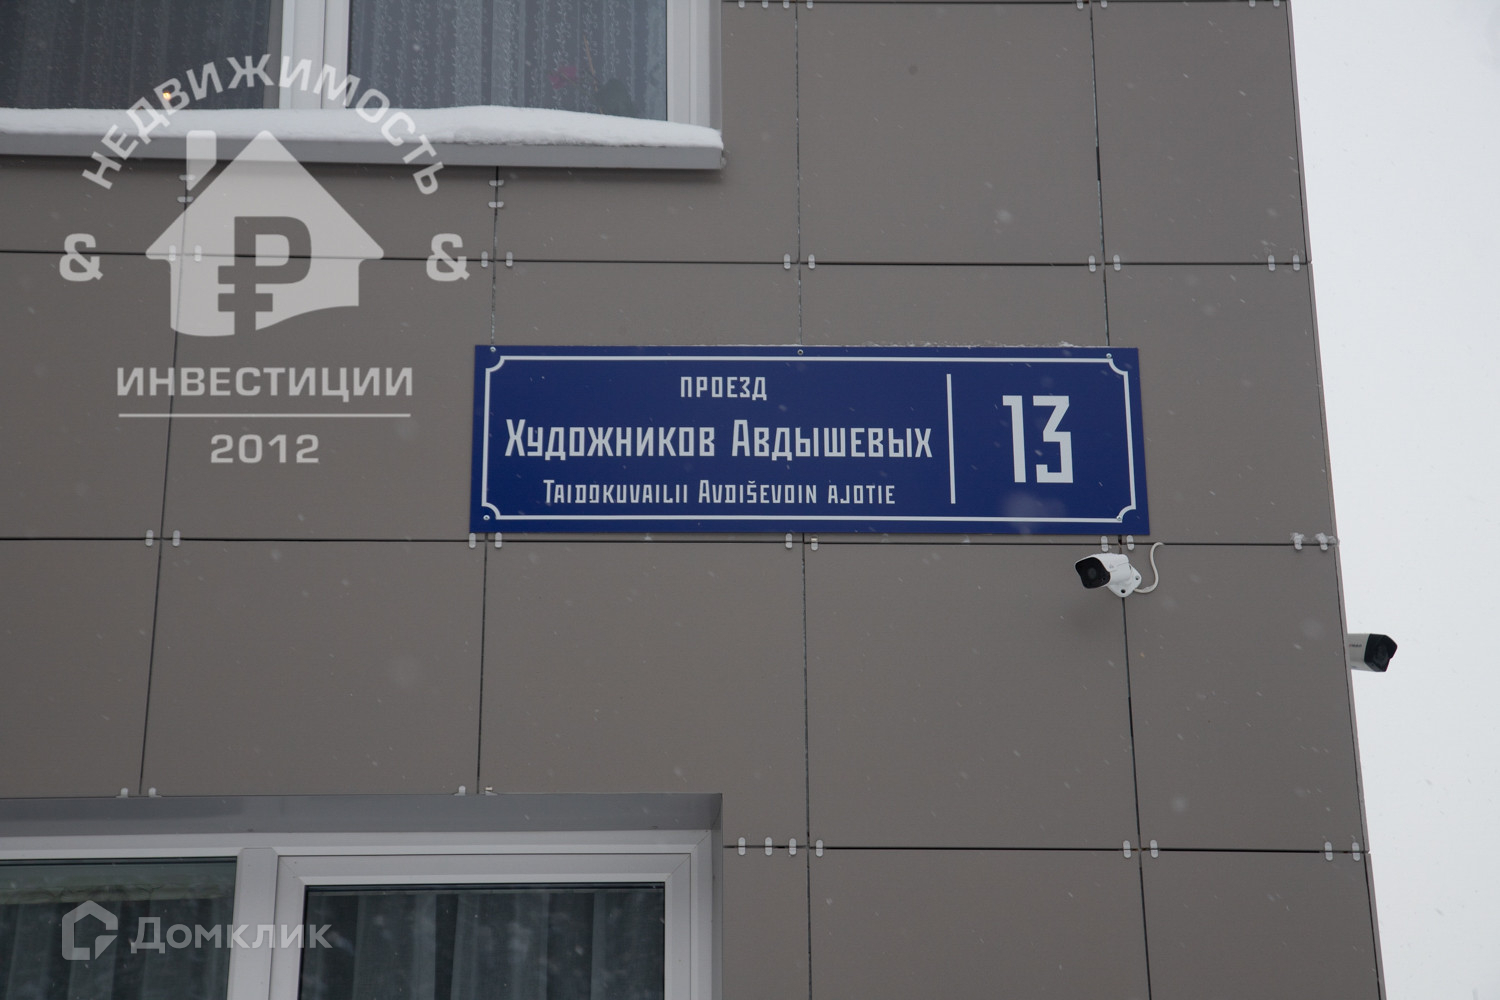 НЕДВИЖИМОСТЬ
& &
ИНВЕСТИЦИИ
2012
ПРОЕЗД
ХУДОЖНИКОВ АВДЫШЕВЫХ
TAIDOKUVAILII AVDIŠEVOIN AJOTIE
13
Домклик